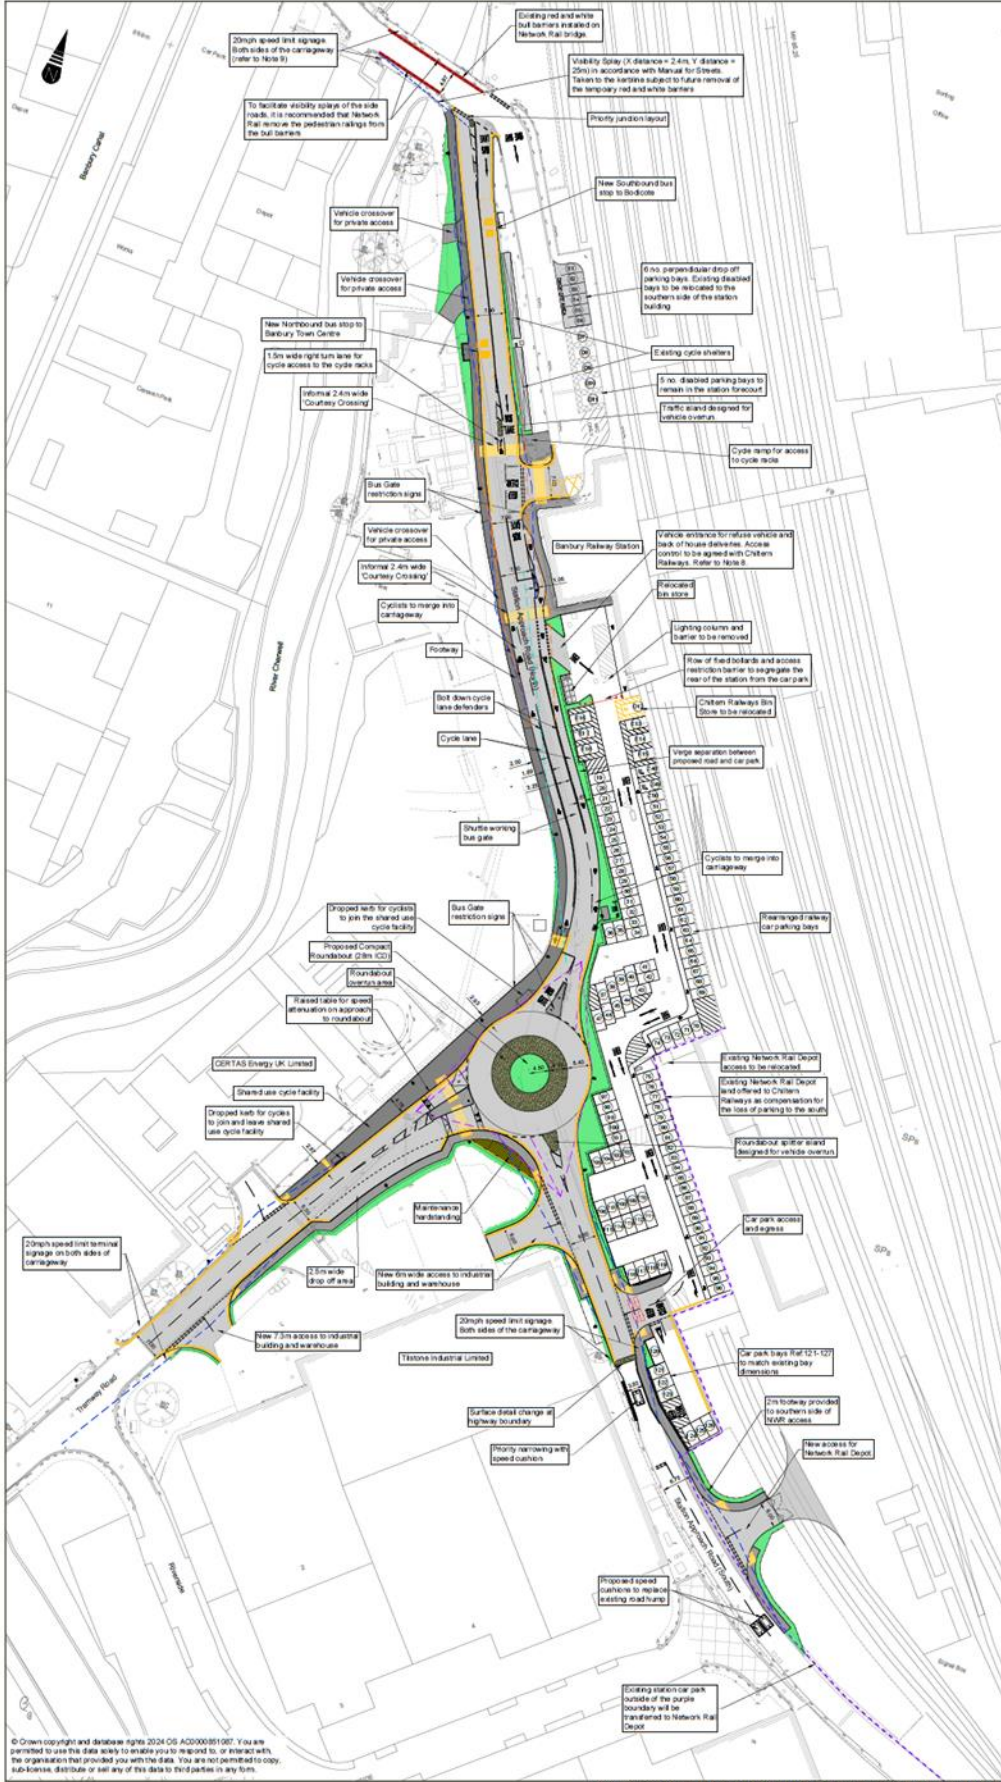 20mph speed limit signage.
Both sides of the carriageway
(refer to Note 9)
Existing red and white
bull barriers installed on
Network Rail bridge.
Visibility Splay (X distance = 2.4m, Y distance =
25m) in accordance with Manual for Streets.
Taken to the kerbline subject to future removal of
the temporary red and white barriers
To facilitate visibility splays of the side
roads, it is recommended that Network
Rail remove the pedestrian railings from
the bull barriers
Priority junction layout
Banbury Canal
Depot
Works
Sorting
Office
New Southbound bus
stop to Bodicote
Vehicle crossover
for private access
Vehicle crossover
for private access
6 no. perpendicular drop off
parking bays. Existing disabled
bays to be relocated to the
southern side of the station
building
New Northbound bus stop to
Banbury Town Centre
1.5m wide right turn lane for
cycle access to the cycle racks
Existing cycle shelters
Informal 2.4m wide
'Courtesy Crossing'
5 no. disabled parking bays to
remain in the station forecourt
Traffic island designed for
vehicle overrun
Cycle ramp for access
to cycle racks
Bus Gate
restriction signs
Vehicle crossover
for private access
Banbury Railway Station
Vehicle entrance for refuse vehicle and
back of house deliveries. Access
control to be agreed with Chiltern
Railways. Refer to Note 8.
Informal 2.4m wide
'Courtesy Crossing'
Relocated
bin store
Cyclists to merge into
carriageway
Lighting column and
barrier to be removed
Footway
Row of fixed bollards and access
restriction barrier to segregate the
rear of the station from the car park
River Cherwell
Bolt down cycle
lane defenders
Chiltern Railways Bin
Store to be relocated
Cycle lane
Verge separation between
proposed road and car park
Station Approach Road (North)
Shuttle working
bus gate
Cyclists to merge into
carriageway
Dropped kerb for cyclists
to join the shared use
cycle facility
Bus Gate
restriction signs
Rearranged railway
car parking bays
Proposed Compact
Roundabout (28m ICD)
Roundabout
overrun area
Raised table for speed
attenuation on approach
to roundabout
CERTAS Energy UK Limited
Existing Network Rail Depot
access to be relocated
Shared use cycle facility
Existing Network Rail Depot
land offered to Chiltern
Railways as compensation for
the loss of parking to the south
Dropped kerb for cycles
to join and leave shared
use cycle facility
Roundabout splitter island
designed for vehicle overrun
SPs
Maintenance
hardstanding
Car park access
and egress
20mph speed limit terminal
signage on both sides of
carriageway
SPs
2.5m wide
drop off area
New 6m wide access to industrial
building and warehouse
20mph speed limit signage.
Both sides of the carriageway
New 7.3m access to industrial
building and warehouse
Tilstone Industrial Limited
Car park bays Ref 121-127
to match existing bay
dimensions
Tramway Road
Surface detail change at
highway boundary
2m footway provided
to southern side of
NWR access
Priority narrowing with
speed cushion
New access for
Network Rail Depot
Station Approach Road (South)
Riverside
Proposed speed
cushions to replace
existing road hump
Signal Box
Existing station car park
outside of the purple
boundary will be
transferred to Network Rail
Depot
© Crown copyright and database rights 2024 OS AC0000851087. You are
permitted to use this data solely to enable you to respond to, or interact with,
the organisation that provided you with the data. You are not permitted to copy,
sub-license, distribute or sell any of this data to third parties in any form.